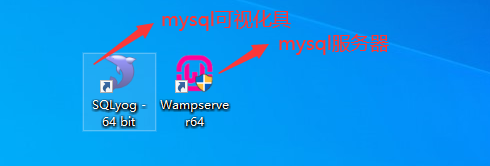 mysql可视化工
mysql服务器
SQLyog -
64 bit
Wampserve
r64